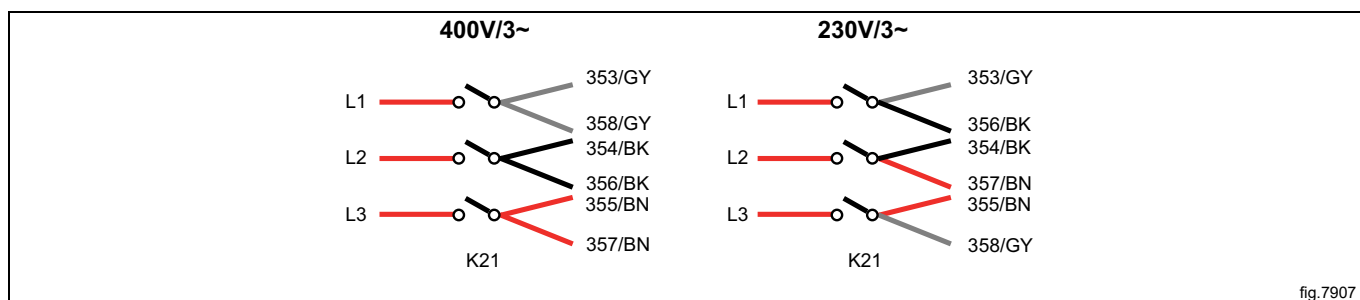 400V/3~
230V/3~
353/GY
L1
358/GY
354/BK
L2
356/BK
355/BN
L3
357/BN
K21
353/GY
L1
356/BK
354/BK
L2
357/BN
355/BN
L3
358/GY
K21
fig.7907